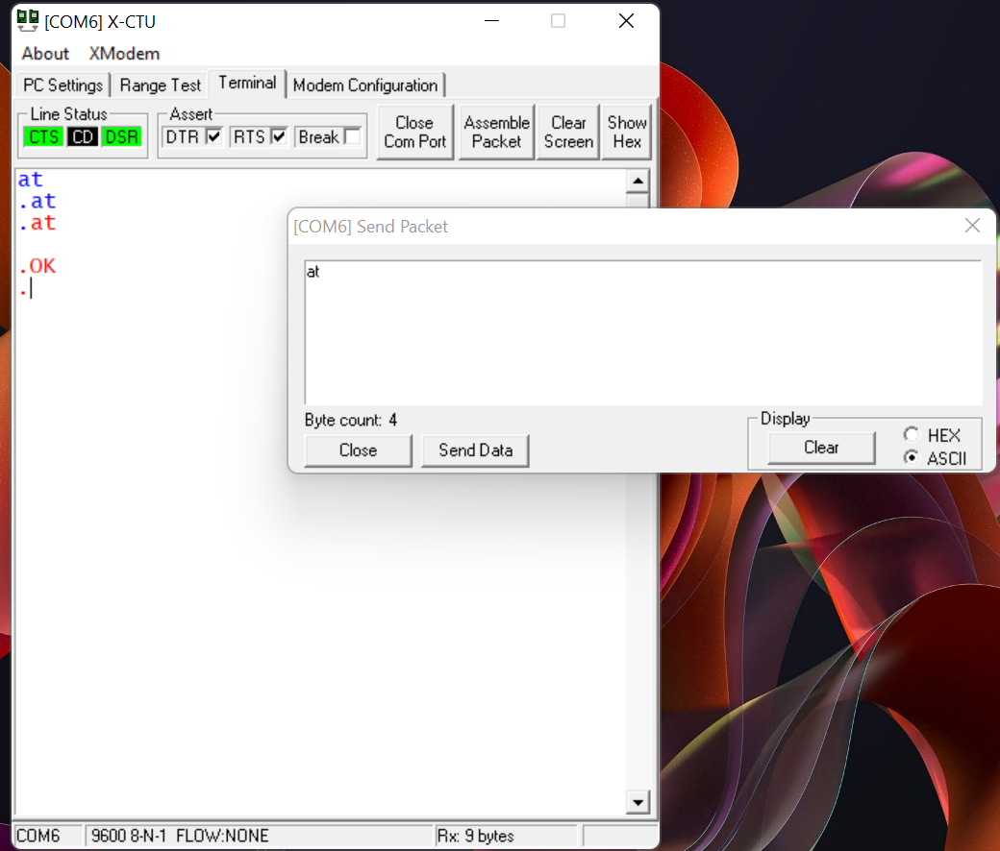 [COM6] X-CTU
About XModem
PC Settings Range Test Terminal Modem Configuration
Line Status
CTS CD DSR
Assert
DTR RTS Break
Close
Com Port
Assemble
Packet
Clear
Screen
Show
Hex
at
.at
.at
.OK
.
[COM6] Send Packet
at
Byte count: 4
Close Send Data
Display
Clear
HEX
ASCII
COM6 9600 8-N-1 FLOW:NONE Rx: 9 bytes